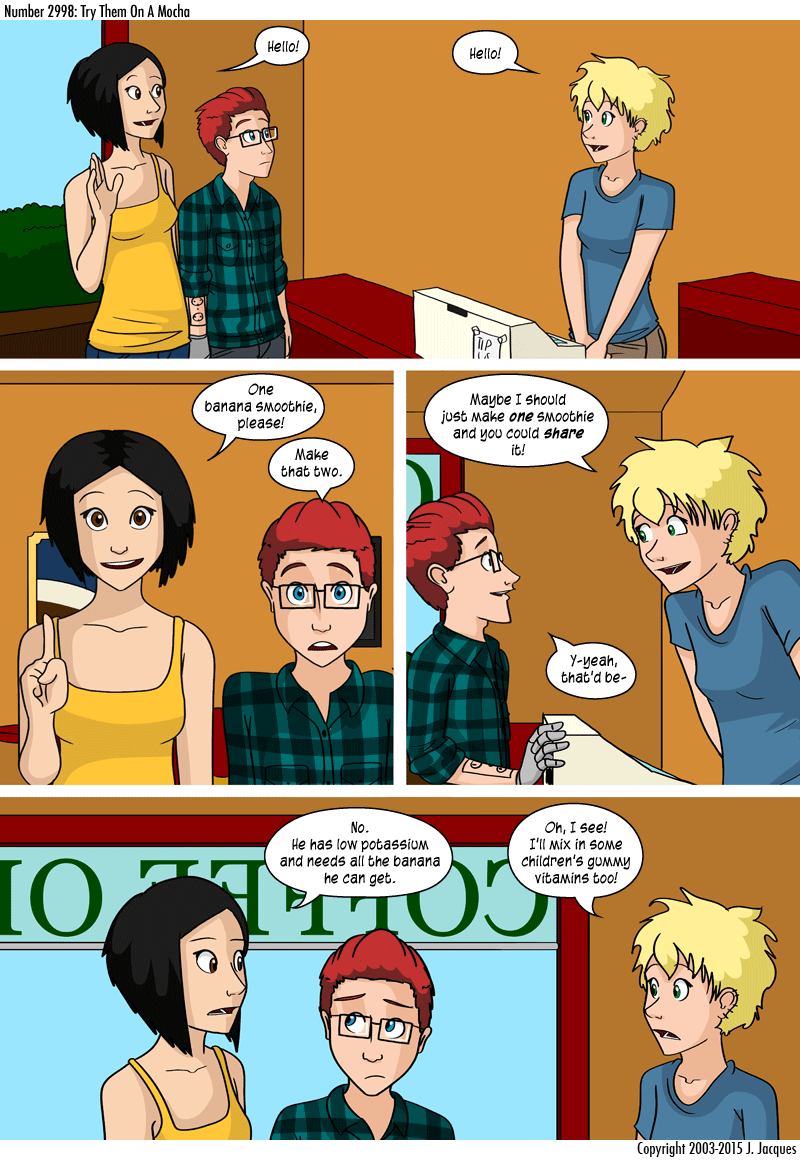 Number 2998: Try Them On A Mocha
Hello!
Hello!
TIP
US
One
banana smoothie,
please!
Make
that two.
Maybe I should
just make one smoothie
and you could share
it!
Y-yeah,
that'd be-
No.
He has low potassium
and needs all the banana
he can get.
Oh, I see!
I'll mix in some
children's gummy
vitamins too!
COFFEE OF
Copyright 2003-2015 J. Jacques